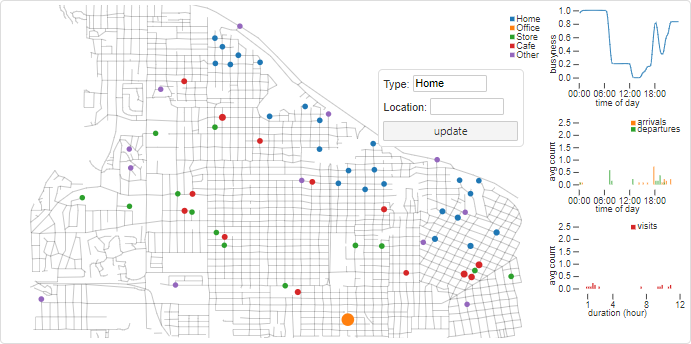 Home
Office
Store
Cafe
Other
Type: Home
Location:
update
1.0
0.8
0.6
0.4
0.2
0.0
busyness
00:00 06:00 12:00 18:00
time of day
arrivals
departures
2.5
2.0
1.5
1.0
0.5
0.0
avg count
00:00 06:00 12:00 18:00
time of day
visits
2.5
2.0
1.5
1.0
0.5
0.0
avg count
1 4 8 12
duration (hour)